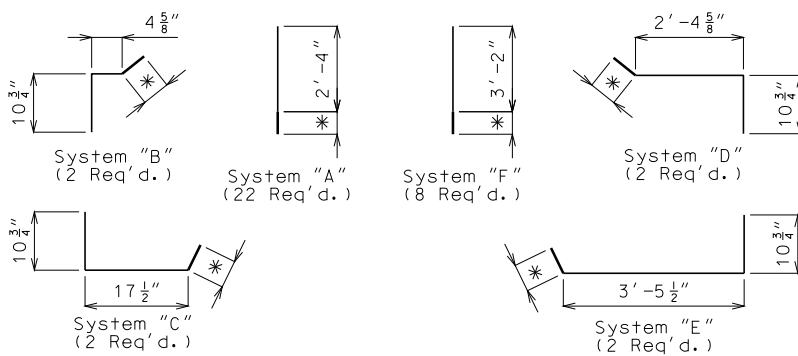 4 5/8"
10 3/4"
*
System "B"
(2 Req'd.)
2'-4"
*
System "A"
(22 Req'd.)
3'-2"
*
System "F"
(8 Req'd.)
2'-4 5/8"
*
10 3/4"
System "D"
(2 Req'd.)
10 3/4"
*
17 1/2"
System "C"
(2 Req'd.)
*
10 3/4"
3'-5 1/2"
System "E"
(2 Req'd.)